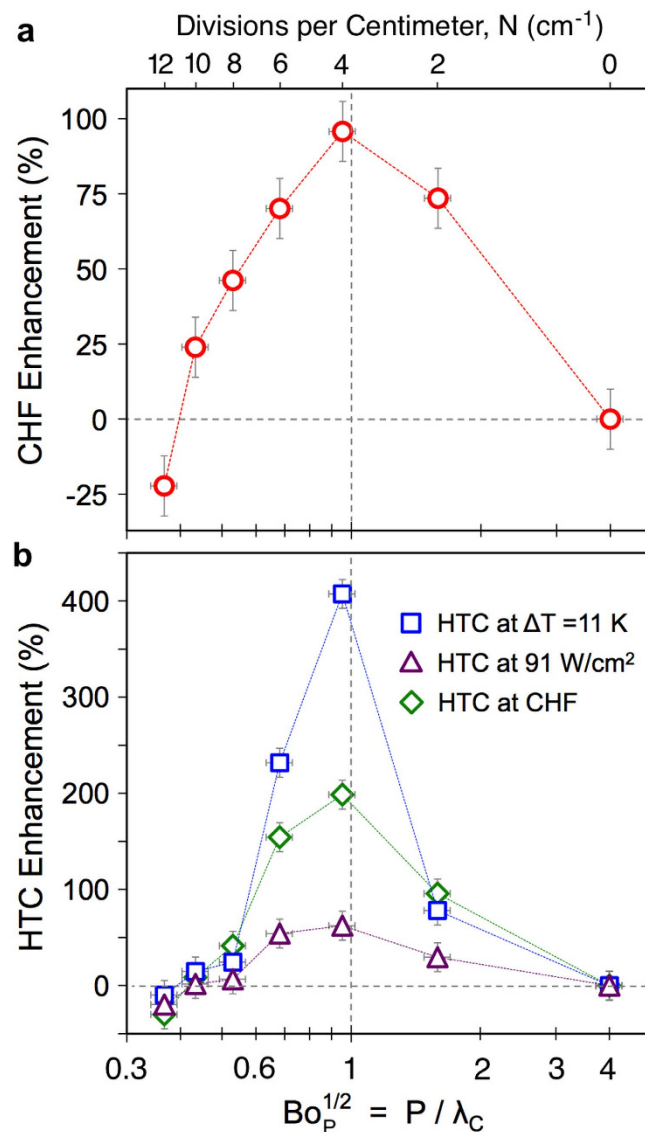 a
Divisions per Centimeter, N (cm⁻¹)
12 10 8 6 4 2 0
CHF Enhancement (%)
100
75
50
25
0
-25
b
HTC Enhancement (%)
400
300
200
100
0
HTC at ΔT =11 K
HTC at 91 W/cm²
HTC at CHF
0.3 0.6 1 2 3 4
Bo_P^{1/2} = P / λ_C